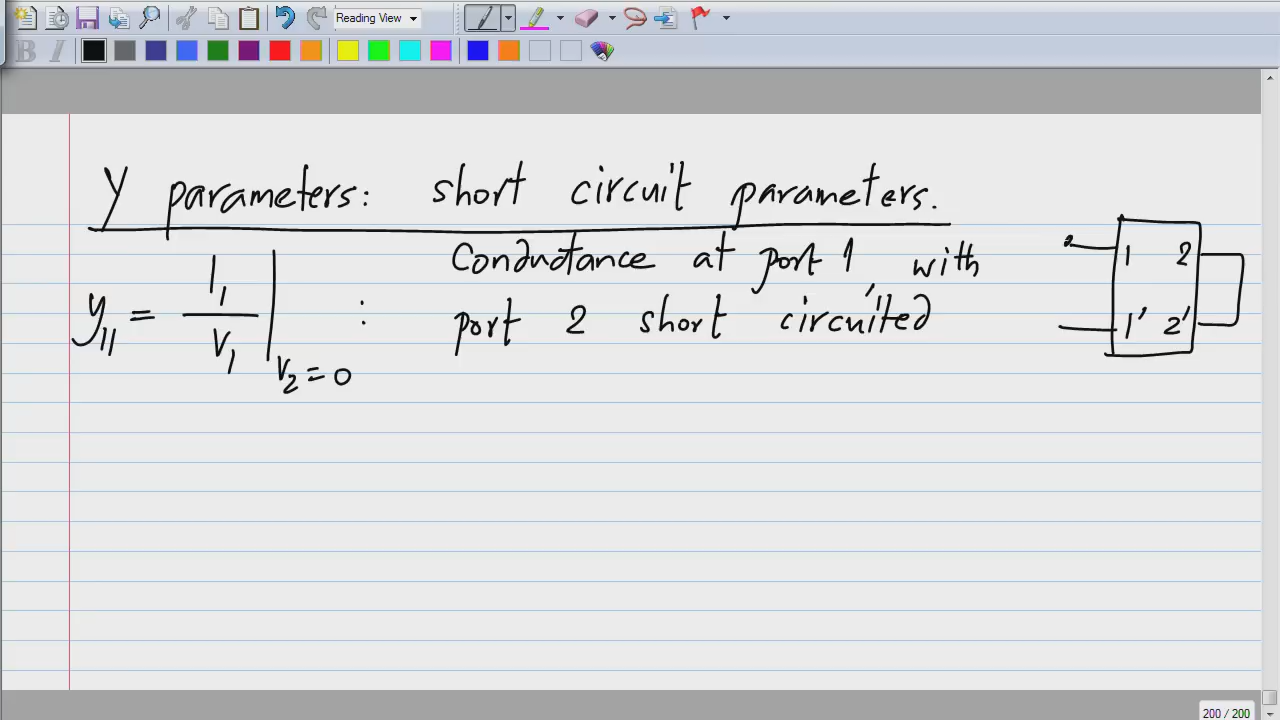 Reading View
B I
Y parameters: short circuit parameters.
y11 = I1 / V1 | V2 = 0 : Conductance at port 1 with
port 2 short circuited
1 2
1' 2'
200 / 200